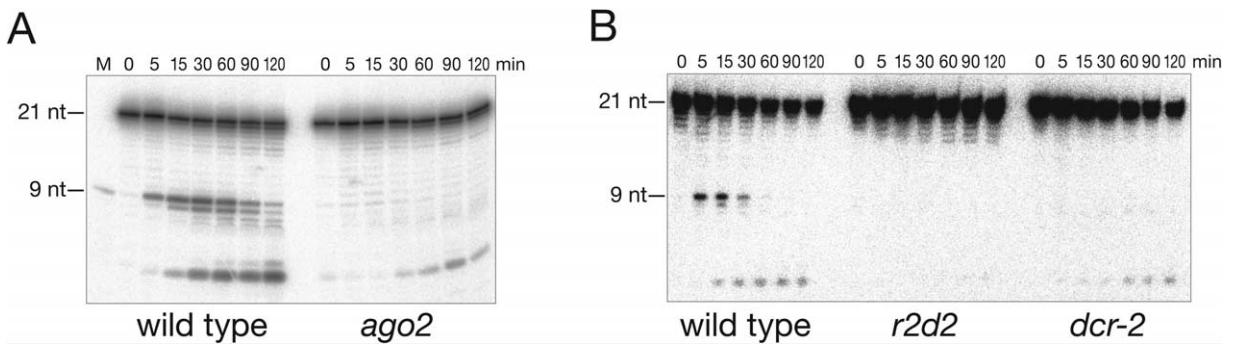 A
M 0 5 15 30 60 90 120 0 5 15 30 60 90 120 min
21 nt
9 nt
wild type ago2
B
0 5 15 30 60 90 120 0 5 15 30 60 90 120 0 5 15 30 60 90 120 min
21 nt
9 nt
wild type r2d2 dcr-2